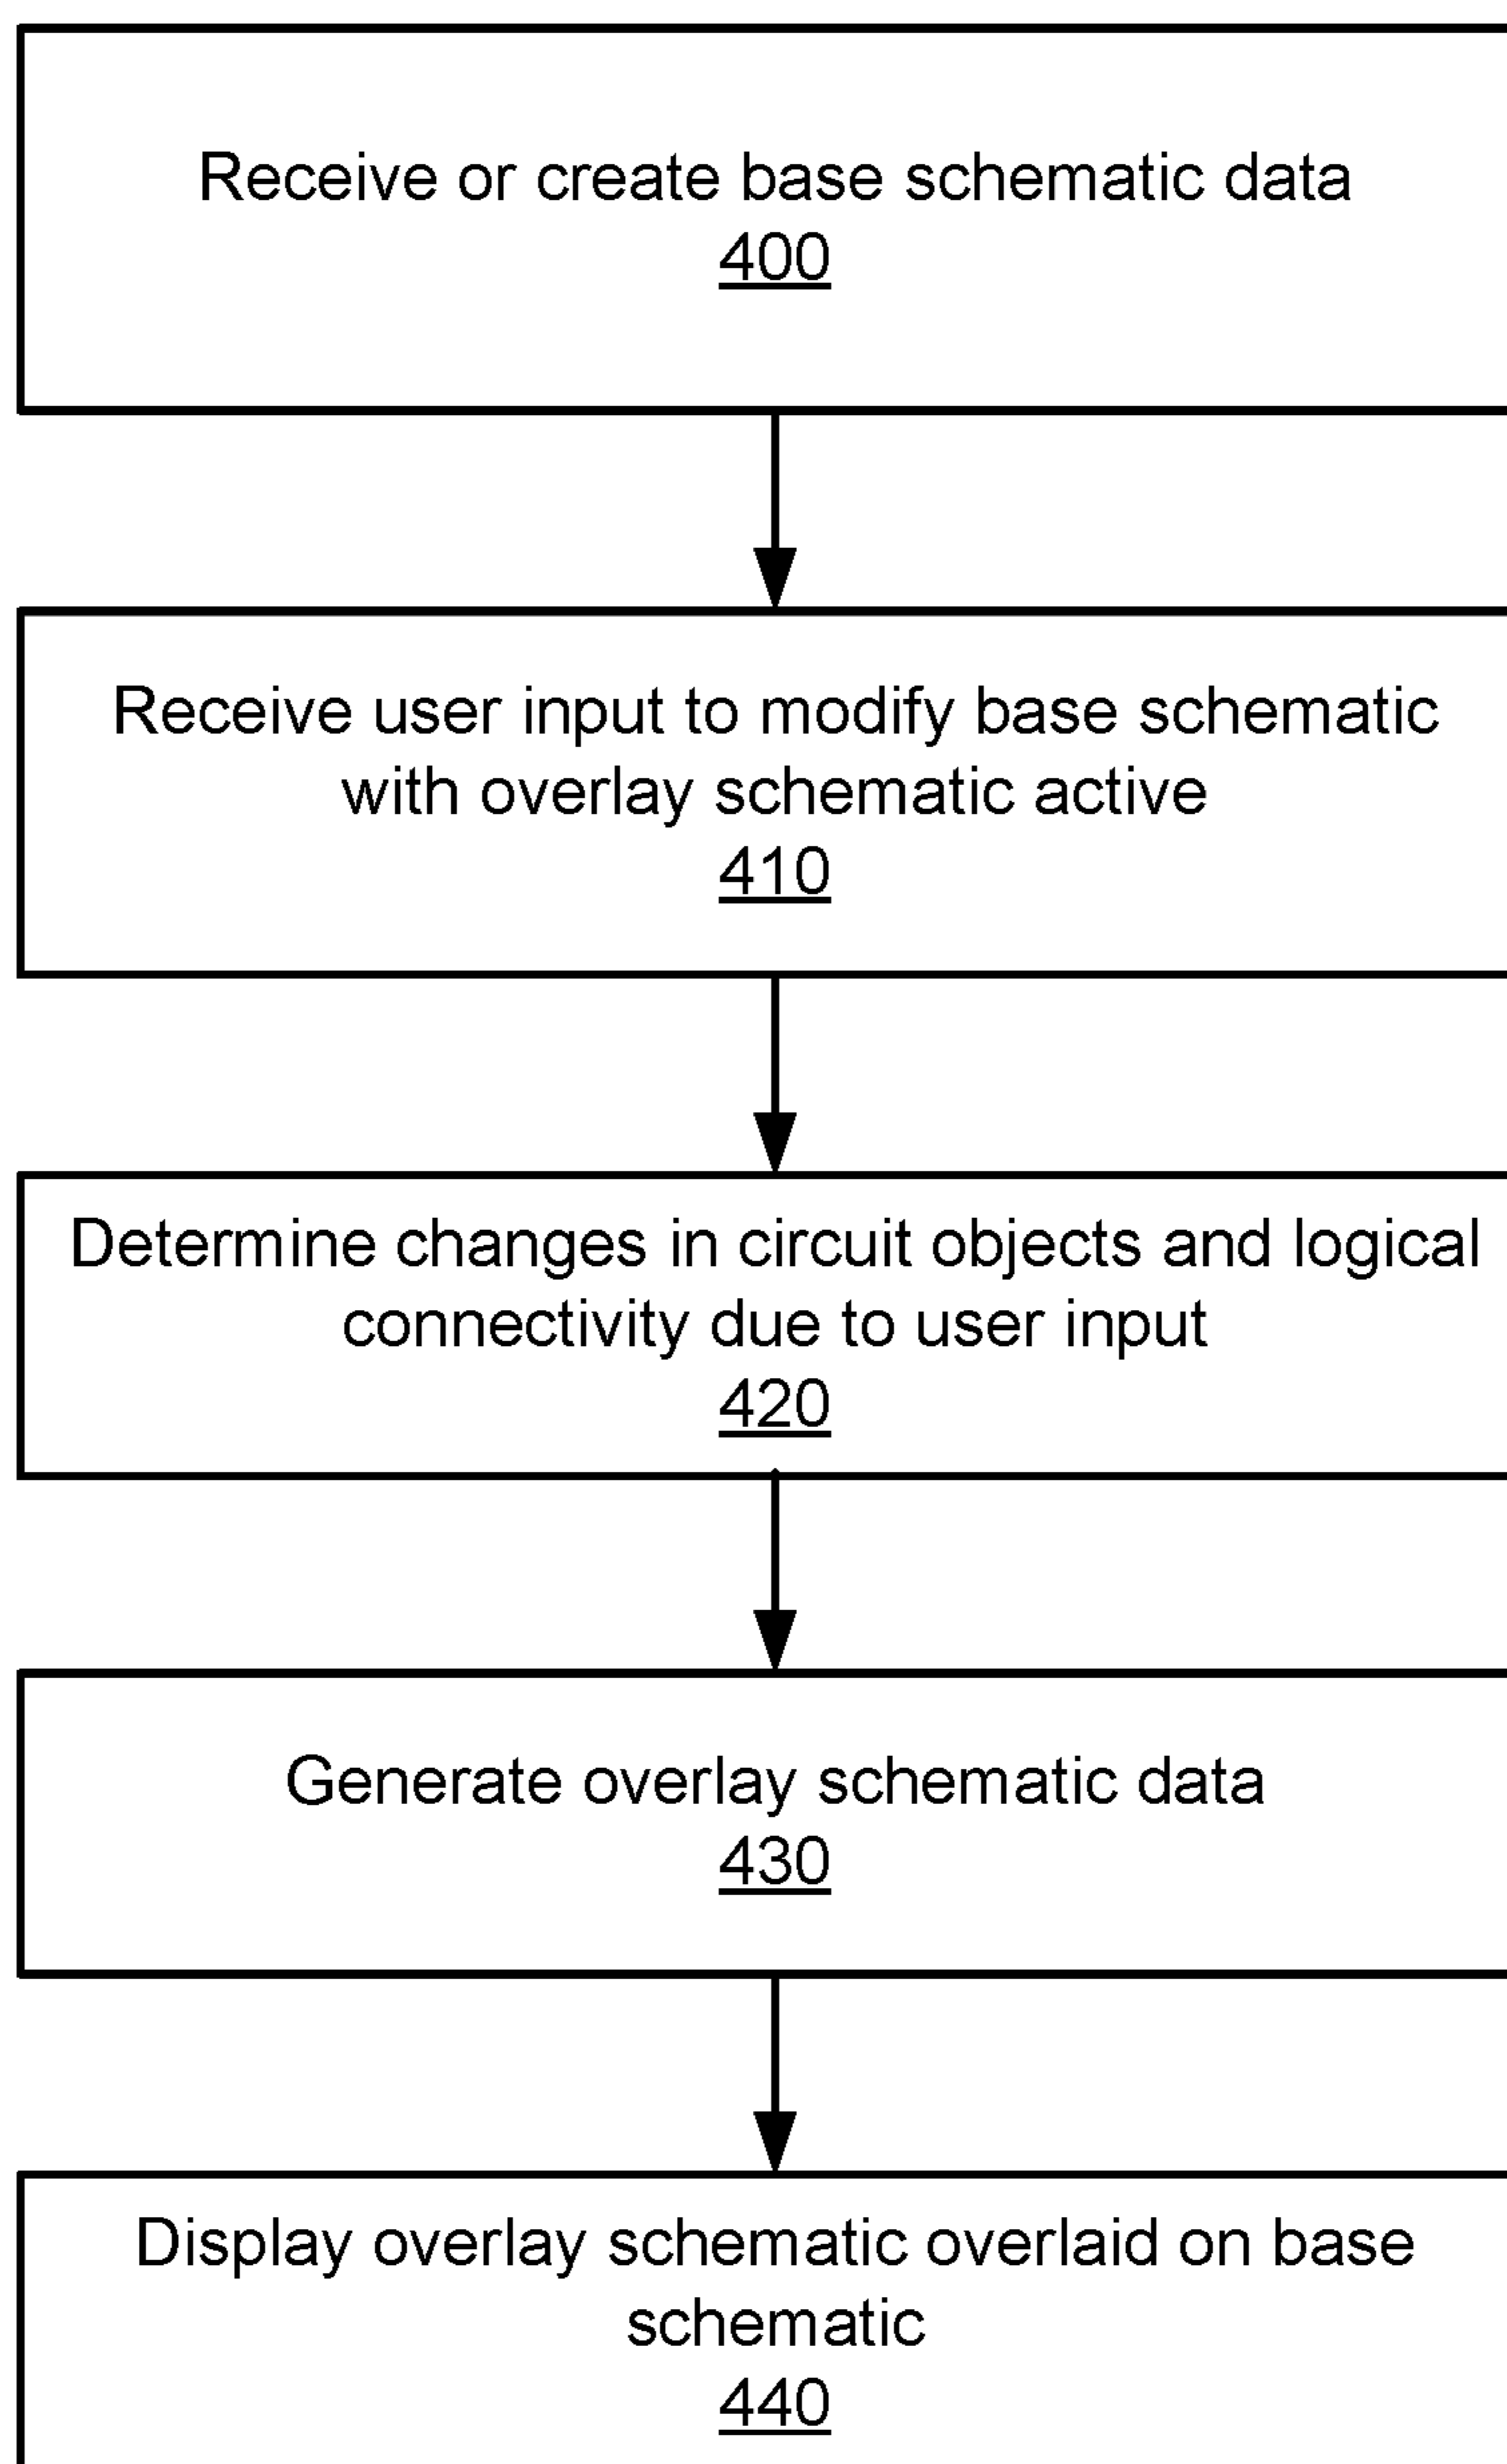 Receive or create base schematic data
400
Receive user input to modify base schematic
with overlay schematic active
410
Determine changes in circuit objects and logical
connectivity due to user input
420
Generate overlay schematic data
430
Display overlay schematic overlaid on base
schematic
440